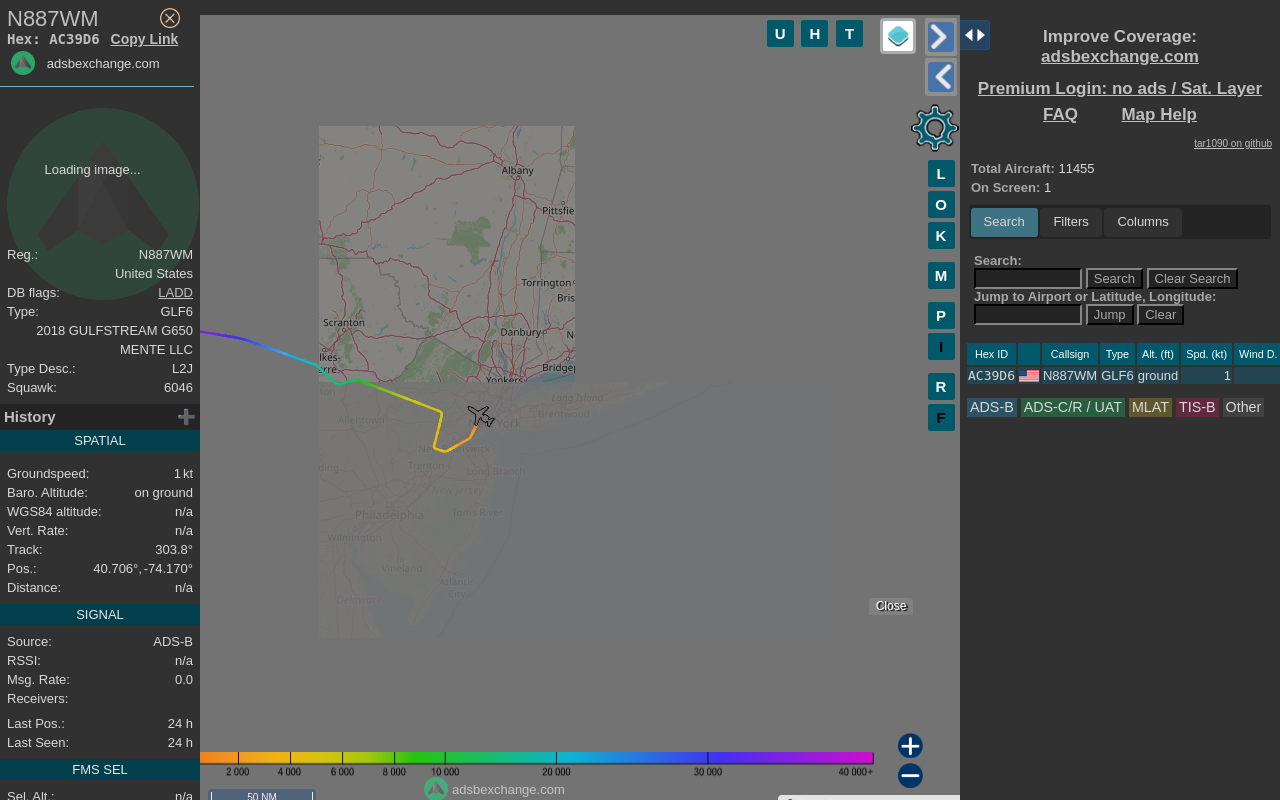 N887WM
Hex: AC39D6 Copy Link
adsbexchange.com
Loading image...
Reg.: N887WM
United States
DB flags: LADD
Type: GLF6
2018 GULFSTREAM G650
MENTE LLC
Type Desc.: L2J
Squawk: 6046
History
SPATIAL
Groundspeed: 1 kt
Baro. Altitude: on ground
WGS84 altitude: n/a
Vert. Rate: n/a
Track: 303.8°
Pos.: 40.706°, -74.170°
Distance: n/a
SIGNAL
Source: ADS-B
RSSI: n/a
Msg. Rate: 0.0
Receivers:
Last Pos.: 24 h
Last Seen: 24 h
FMS SEL
Sel. Alt.: n/a
U H T
L
O
K
M
P
I
R
F
Albany
Pittsfie
Torrington
Bris
Scranton
Danbury
N
lkes-
Bridgep
rre
Yonkers
Long Island
Allentown
Brentwood
York
Trenton
Long Branch
New Jersey
Philadelphia
Toms River
Wilmington
Vineland
Atlantic
City
Close
2 000 4 000 6 000 8 000 10 000 20 000 30 000 40 000+
adsbexchange.com
50 NM
Improve Coverage:
adsbexchange.com
Premium Login: no ads / Sat. Layer
FAQ Map Help
tar1090 on github
Total Aircraft: 11455
On Screen: 1
Search Filters Columns
Search:
Search Clear Search
Jump to Airport or Latitude, Longitude:
Jump Clear
Hex ID Callsign Type Alt. (ft) Spd. (kt) Wind D.
AC39D6 N887WM GLF6 ground 1
ADS-B ADS-C/R / UAT MLAT TIS-B Other